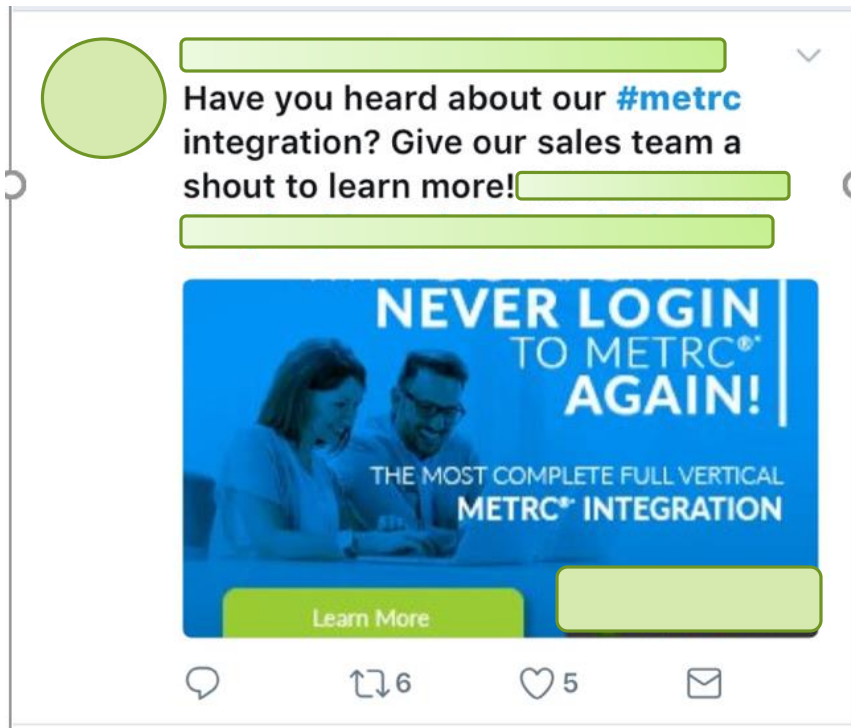 Have you heard about our #metrc
integration? Give our sales team a
shout to learn more!
NEVER LOGIN
TO METRC®*
AGAIN!
THE MOST COMPLETE FULL VERTICAL
METRC®* INTEGRATION
Learn More
6
5